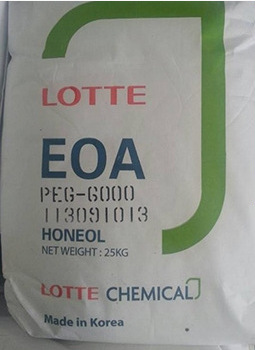 LOTTE
EOA
PEG-6000
113091013
HONEOL
NET WEIGHT : 25KG
LOTTE CHEMICAL
Made in Korea